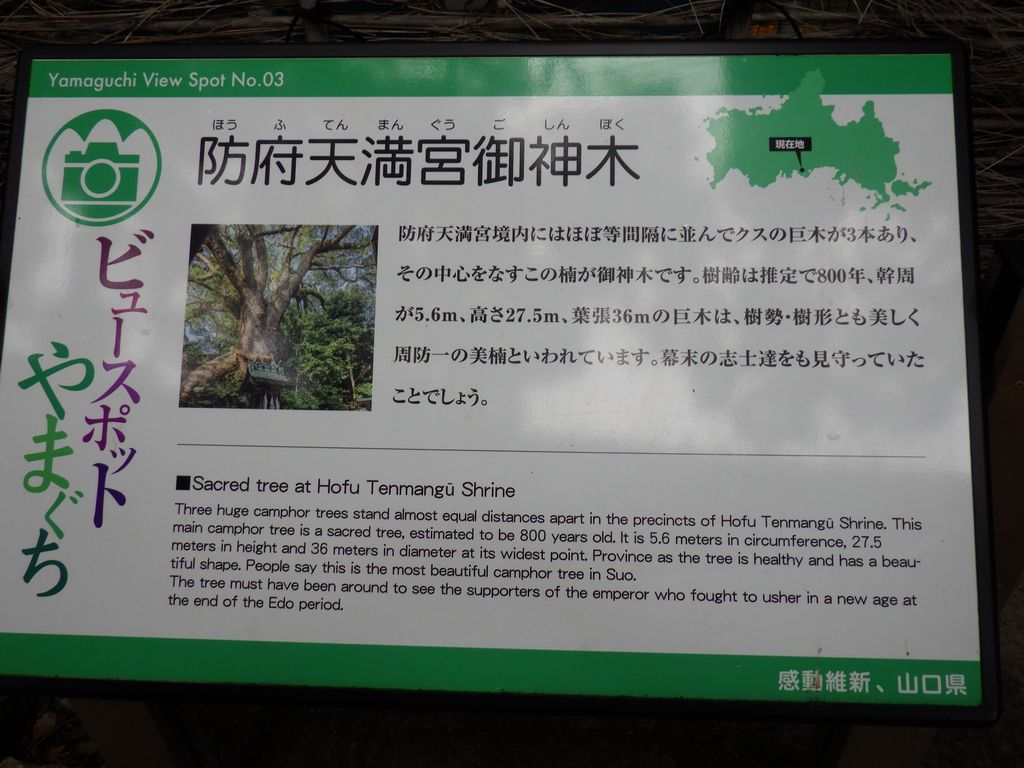 Yamaguchi View Spot No.03
ほうふてんまんぐうごしんぼく
防府天満宮御神木
現在地
ビュースポット
やまぐち
防府天満宮境内にはほぼ等間隔に並んでクスの巨木が3本あり、
その中心をなすこの楠が御神木です。樹齢は推定で800年、幹周
が5.6m、高さ27.5m、葉張36mの巨木は、樹勢・樹形とも美しく
周防一の美楠といわれています。幕末の志士達をも見守っていた
ことでしょう。
■Sacred tree at Hofu Tenmangū Shrine
Three huge camphor trees stand almost equal distances apart in the precincts of Hofu Tenmangū Shrine. This
main camphor tree is a sacred tree, estimated to be 800 years old. It is 5.6 meters in circumference, 27.5
meters in height and 36 meters in diameter at its widest point. Province as the tree is healthy and has a beau-
tiful shape. People say this is the most beautiful camphor tree in Suo.
The tree must have been around to see the supporters of the emperor who fought to usher in a new age at
the end of the Edo period.
感動維新、山口県